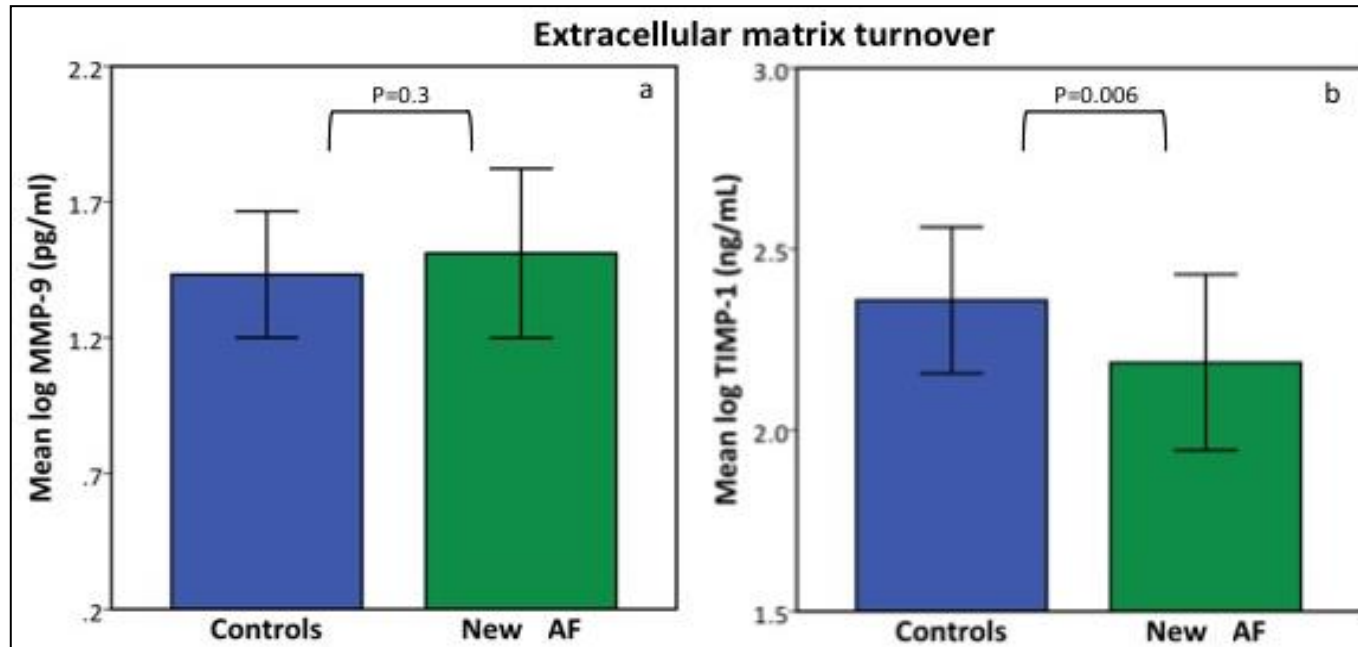 Extracellular matrix turnover
a
P=0.3
Mean log MMP-9 (pg/ml)
2.2
1.7
1.2
.7
.2
Controls
New AF
b
P=0.006
Mean log TIMP-1 (ng/mL)
3.0
2.5
2.0
1.5
Controls
New AF